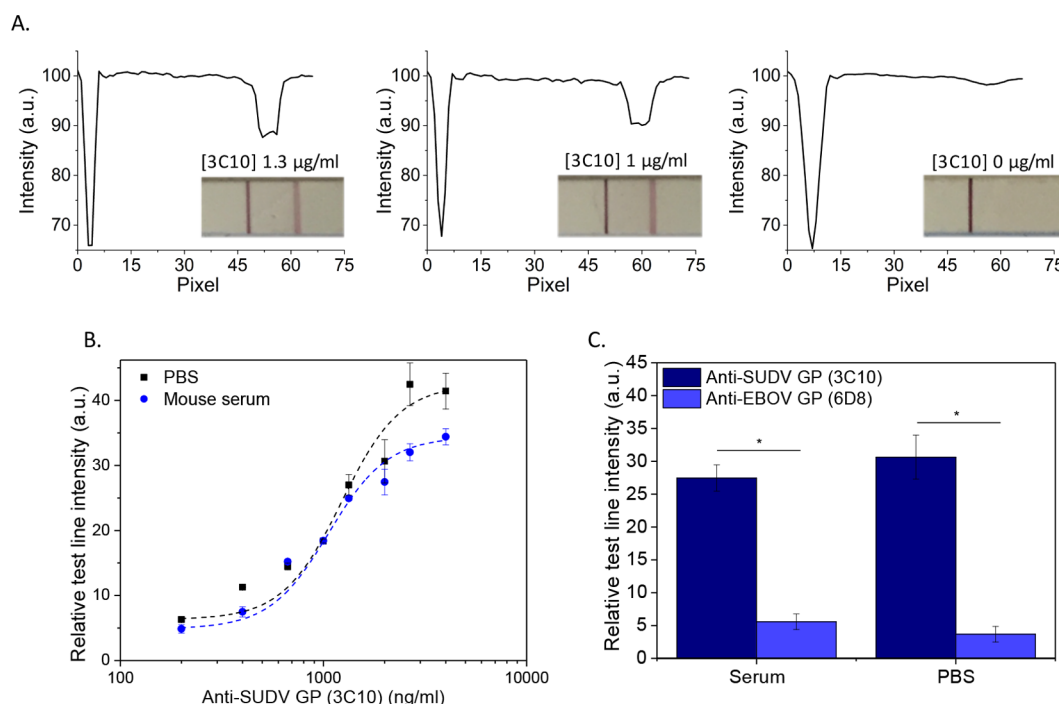 A.
Intensity (a.u.)
100
90
80
70
[3C10] 1.3 µg/ml
0
15
30
45
60
75
Pixel
Intensity (a.u.)
100
90
80
70
[3C10] 1 µg/ml
0
15
30
45
60
75
Pixel
Intensity (a.u.)
100
90
80
70
[3C10] 0 µg/ml
0
15
30
45
60
75
Pixel
B.
PBS
Mouse serum
Relative test line intensity (a.u.)
40
30
20
10
0
100
1000
10000
Anti-SUDV GP (3C10) (ng/ml)
C.
Anti-SUDV GP (3C10)
Anti-EBOV GP (6D8)
*
*
Relative test line intensity (a.u.)
45
40
35
30
25
20
15
10
5
0
Serum
PBS